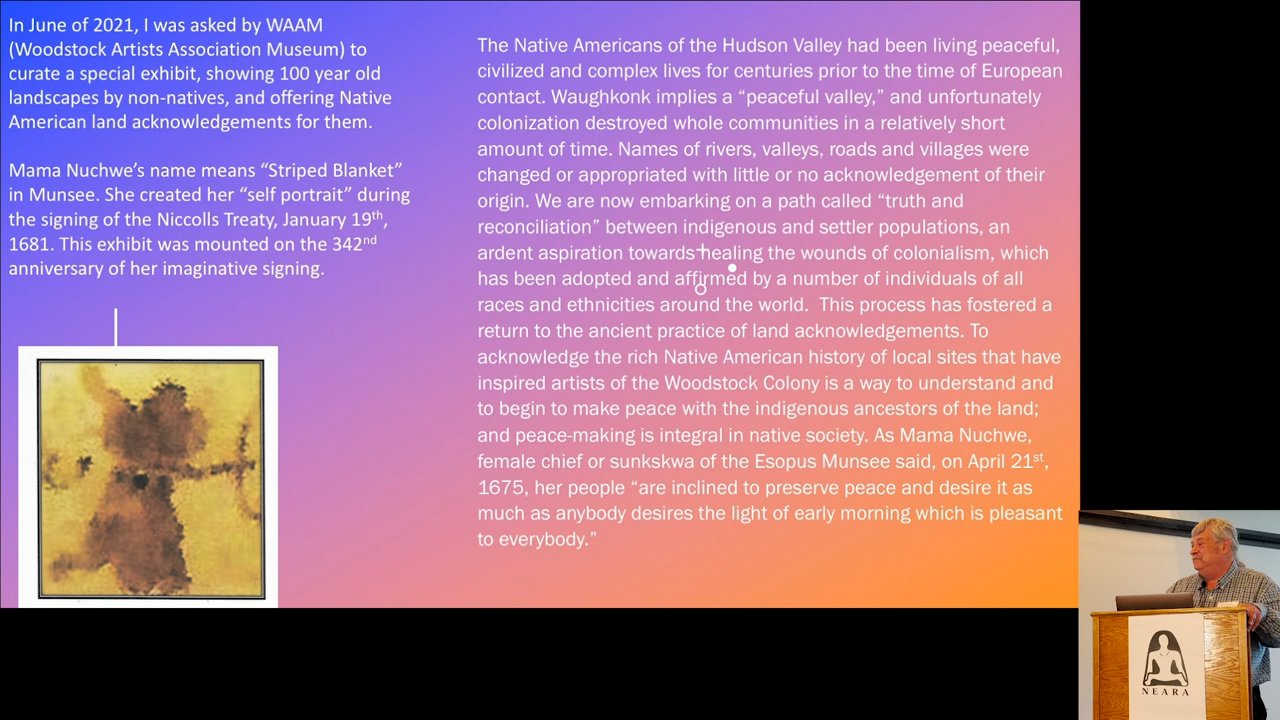 In June of 2021, I was asked by WAAM
(Woodstock Artists Association Museum) to
curate a special exhibit, showing 100 year old
landscapes by non-natives, and offering Native
American land acknowledgements for them.
Mama Nuchwe's name means “Striped Blanket”
in Munsee. She created her “self portrait” during
the signing of the Niccolls Treaty, January 19th,
1681. This exhibit was mounted on the 342nd
anniversary of her imaginative signing.
The Native Americans of the Hudson Valley had been living peaceful,
civilized and complex lives for centuries prior to the time of European
contact. Waughkonk implies a “peaceful valley,” and unfortunately
colonization destroyed whole communities in a relatively short
amount of time. Names of rivers, valleys, roads and villages were
changed or appropriated with little or no acknowledgement of their
origin. We are now embarking on a path called “truth and
reconciliation” between indigenous and settler populations, an
ardent aspiration towards healing the wounds of colonialism, which
has been adopted and affirmed by a number of individuals of all
races and ethnicities around the world.  This process has fostered a
return to the ancient practice of land acknowledgements. To
acknowledge the rich Native American history of local sites that have
inspired artists of the Woodstock Colony is a way to understand and
to begin to make peace with the indigenous ancestors of the land;
and peace-making is integral in native society. As Mama Nuchwe,
female chief or sunkskwa of the Esopus Munsee said, on April 21st,
1675, her people “are inclined to preserve peace and desire it as
much as anybody desires the light of early morning which is pleasant
to everybody.”
NEARA